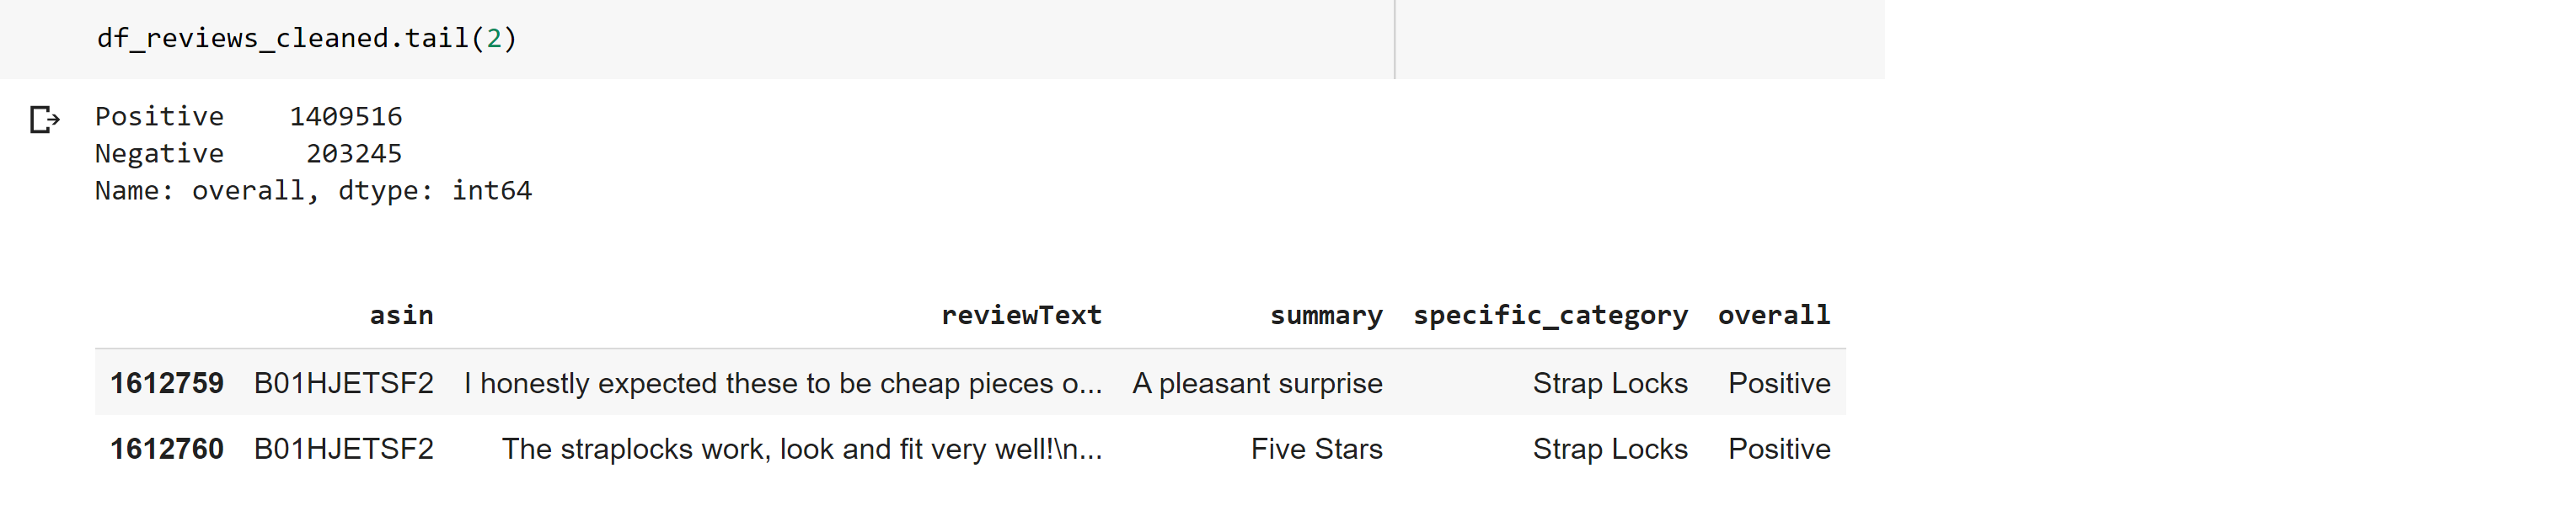 df_reviews_cleaned.tail(2)
Positive    1409516
Negative     203245
Name: overall, dtype: int64
asin reviewText summary specific_category overall
1612759 B01HJETSF2 I honestly expected these to be cheap pieces o... A pleasant surprise Strap Locks Positive
1612760 B01HJETSF2 The straplocks work, look and fit very well!\n... Five Stars Strap Locks Positive